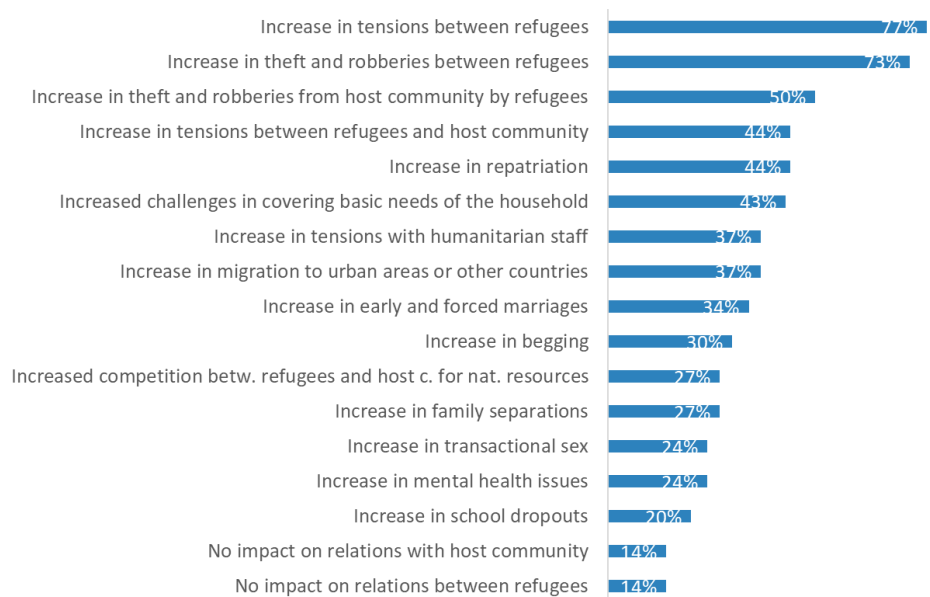 Increase in tensions between refugees 77%
Increase in theft and robberies between refugees 73%
Increase in theft and robberies from host community by refugees 50%
Increase in tensions between refugees and host community 44%
Increase in repatriation 44%
Increased challenges in covering basic needs of the household 43%
Increase in tensions with humanitarian staff 37%
Increase in migration to urban areas or other countries 37%
Increase in early and forced marriages 34%
Increase in begging 30%
Increased competition betw. refugees and host c. for nat. resources 27%
Increase in family separations 27%
Increase in transactional sex 24%
Increase in mental health issues 24%
Increase in school dropouts 20%
No impact on relations with host community 14%
No impact on relations between refugees 14%